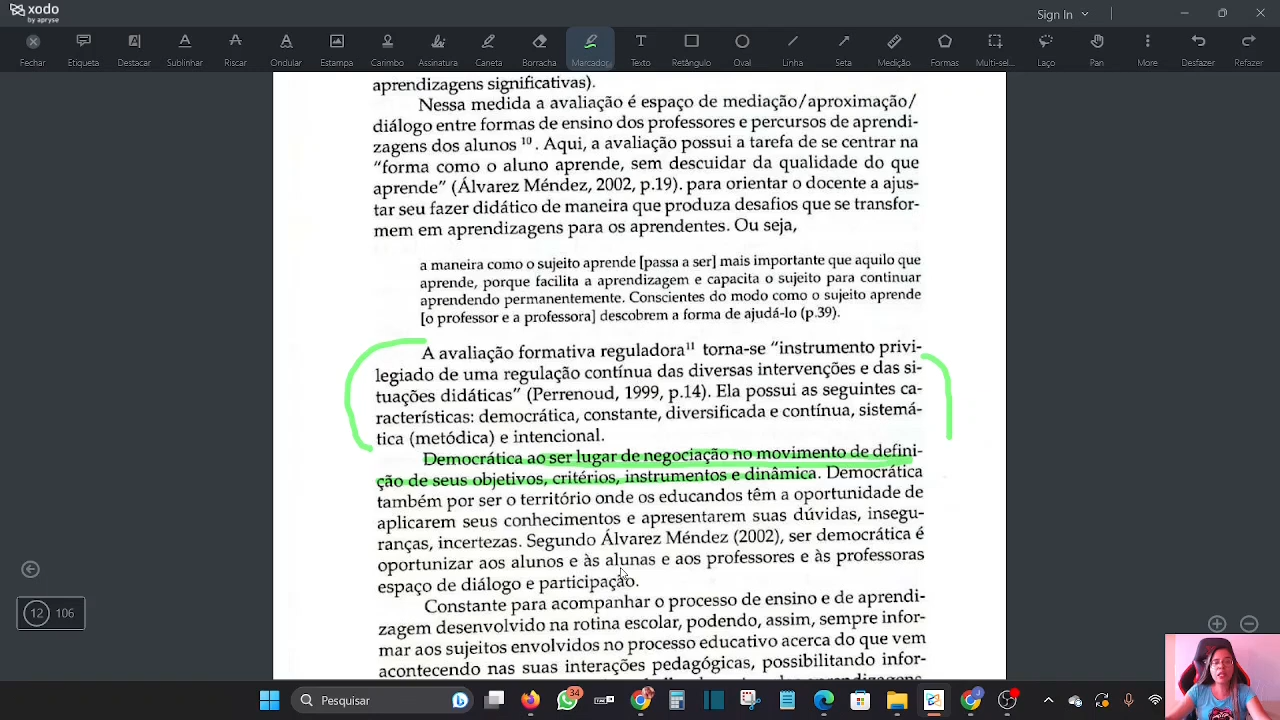 xodo
by apryse
Sign In
Fechar
Etiqueta
Destacar
Sublinhado
Riscar
Ondular
Estampa
Carimbo
Assinatura
Caneta
Borracha
Marcador
Texto
Retângulo
Oval
Linha
Seta
Régua
Formas
Multi-sel...
Laço
Panela
Mais
Desfazer
Refazer
aprendizagens significativas).
Nessa medida a avaliação é espaço de mediação/aproximação/
diálogo entre formas de ensino dos professores e percursos de aprendi-
zagens dos alunos ¹⁰ . Aqui, a avaliação possui a tarefa de se centrar na
“forma como o aluno aprende, sem descuidar da qualidade do que
aprende” (Álvarez Méndez, 2002, p.19). para orientar o docente a ajus-
tar seu fazer didático de maneira que produza desafios que se transfor-
mem em aprendizagens para os aprendentes. Ou seja,
a maneira como o sujeito aprende [passa a ser] mais importante que aquilo que
aprende, porque facilita a aprendizagem e capacita o sujeito para continuar
aprendendo permanentemente. Conscientes do modo como o sujeito aprende
[o professor e a professora] descobrem a forma de ajudá-lo (p.39).
A avaliação formativa reguladora¹¹ torna-se “instrumento privi-
legiado de uma regulação contínua das diversas intervenções e das si-
tuações didáticas” (Perrenoud, 1999, p.14). Ela possui as seguintes ca-
racterísticas: democrática, constante, diversificada e contínua, sistemá-
tica (metódica) e intencional.
Democrática ao ser lugar de negociação no movimento de defini-
ção de seus objetivos, critérios, instrumentos e dinâmica. Democrática
também por ser o território onde os educandos têm a oportunidade de
aplicarem seus conhecimentos e apresentarem suas dúvidas, insegu-
ranças, incertezas. Segundo Álvarez Méndez (2002), ser democrática é
oportunizar aos alunos e às alunas e aos professores e às professoras
espaço de diálogo e participação.
Constante para acompanhar o processo de ensino e de aprendi-
zagem desenvolvido na rotina escolar, podendo, assim, sempre infor-
mar aos sujeitos envolvidos no processo educativo acerca do que vem
acontecendo nas suas interações pedagógicas, possibilitando infor-
12 106
Pesquisar
34